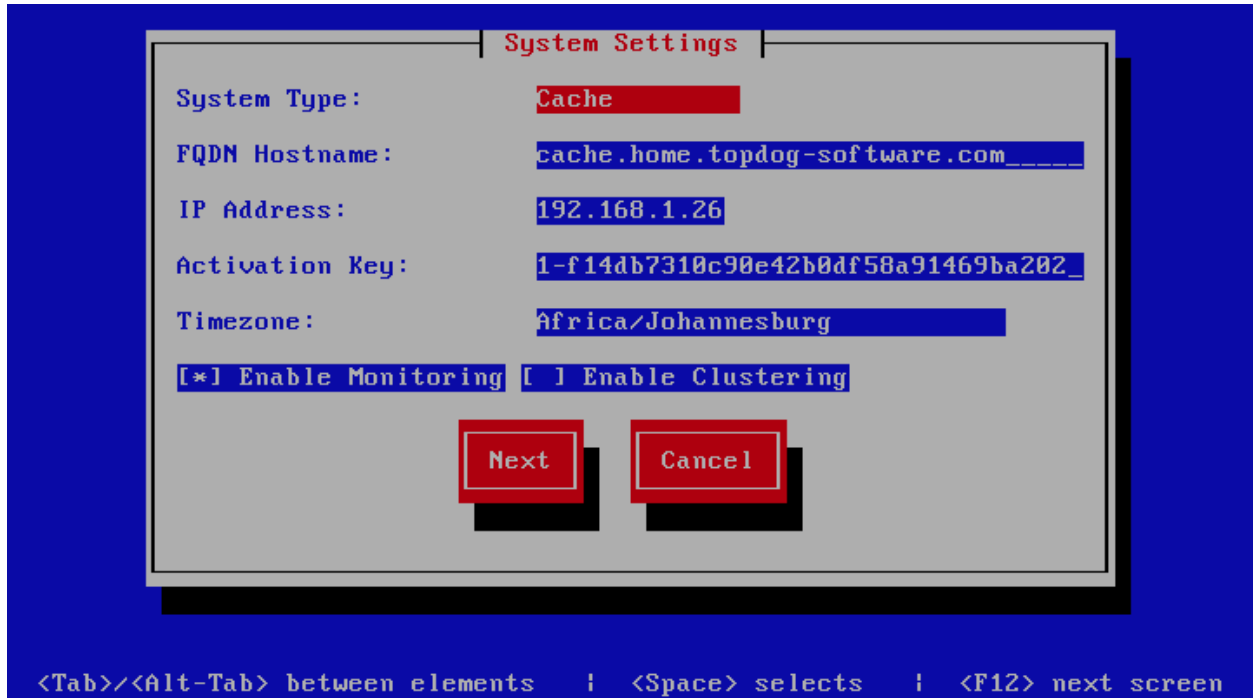 System Settings
System Type: Cache
FQDN Hostname: cache.home.topdog-software.com_____
IP Address: 192.168.1.26
Activation Key: 1-f14db7310c90e42b0df58a91469ba202_
Timezone: Africa/Johannesburg
[*] Enable Monitoring [ ] Enable Clustering
Next Cancel
<Tab>/<Alt-Tab> between elements | <Space> selects | <F12> next screen